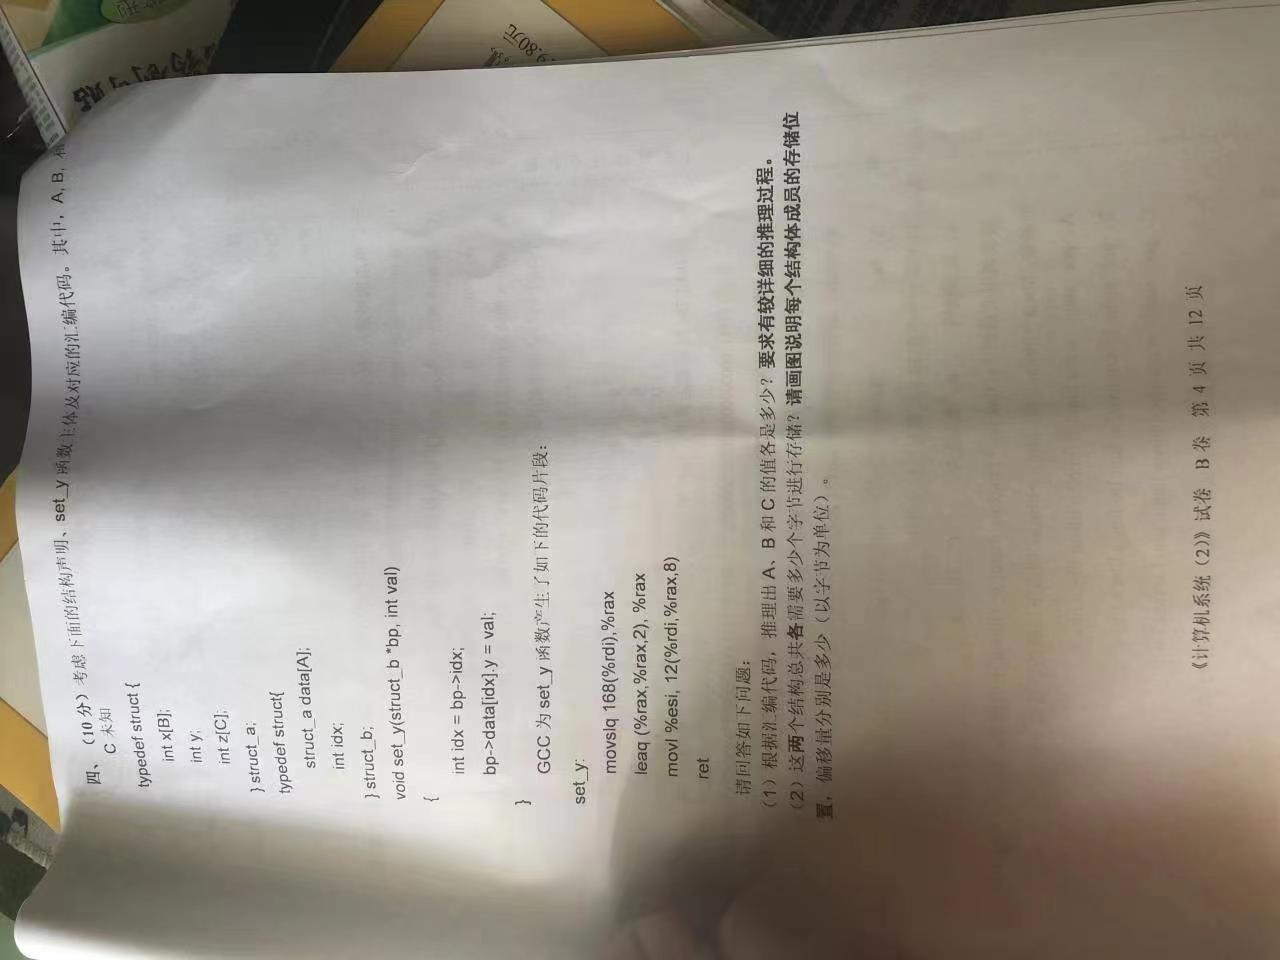 四、（10 分）考虑下面的结构声明、set_y 函数主体及对应的汇编代码。其中，A, B, 和
C 未知
typedef struct {
int x[B];
int y;
int z[C];
} struct_a;
typedef struct{
struct_a data[A];
int idx;
} struct_b;
void set_y(struct_b *bp, int val)
{
int idx = bp->idx;
bp->data[idx].y = val;
}
GCC 为 set_y 函数产生了如下的代码片段：
set_y:
movslq 168(%rdi),%rax
leaq (%rax,%rax,2), %rax
movl %esi, 12(%rdi,%rax,8)
ret
请回答如下问题：
（1）根据汇编代码，推理出 A、B 和 C 的值各是多少？要求有较详细的推理过程。
（2）这两个结构总共各需要多少个字节进行存储？请画图说明每个结构体成员的存储位
置，偏移量分别是多少（以字节为单位）。
《计算机系统（2）》试卷 B 卷 第 4 页 共 12 页
9.80元